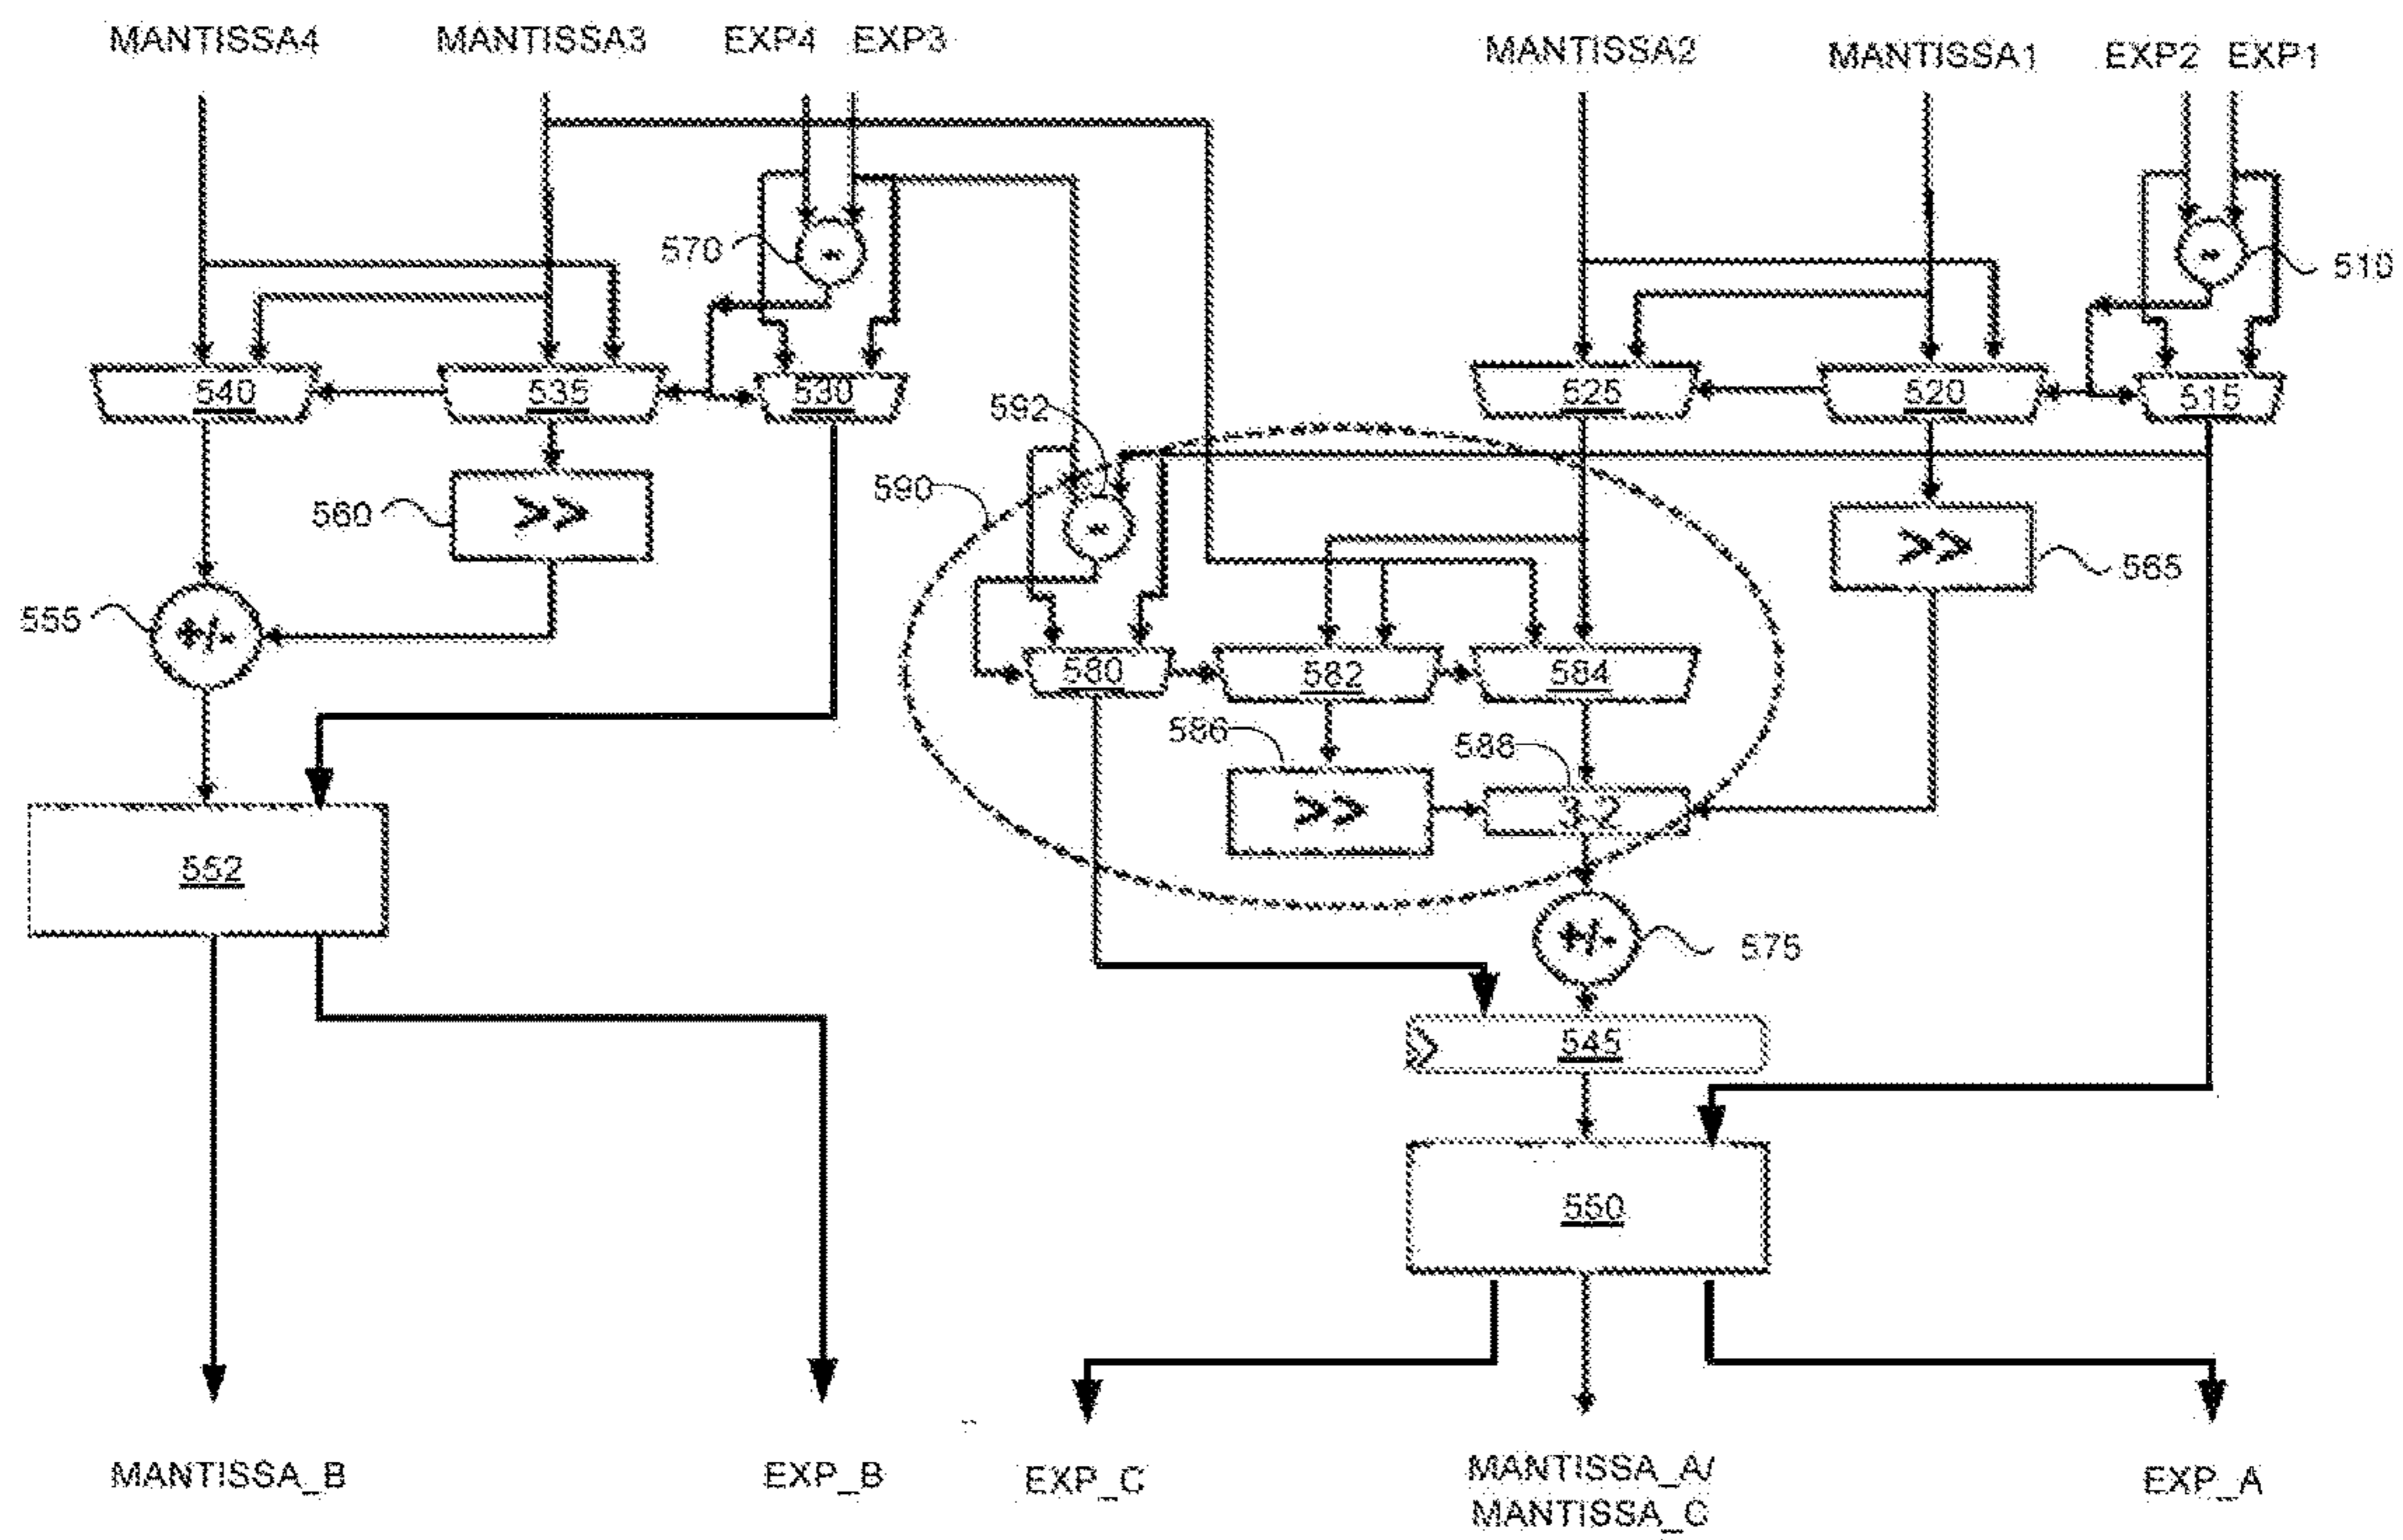 MANTISSA4 MANTISSA3 EXP4 EXP3 MANTISSA2 MANTISSA1 EXP2 EXP1
570 - - 510
540 535 530 525 520 515
592
590
560 >> - >> 565
555 +/-
580 582 584
586 588
>> 3-2
552
+/- 575
545
550
MANTISSA_B EXP_B EXP_C MANTISSA_A/ EXP_A
MANTISSA_C